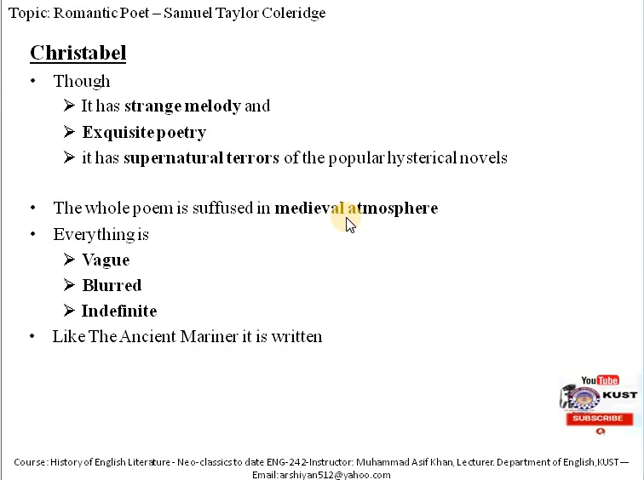 Topic: Romantic Poet – Samuel Taylor Coleridge
Christabel
• Though
➢ It has strange melody and
➢ Exquisite poetry
➢ it has supernatural terrors of the popular hysterical novels
• The whole poem is suffused in medieval atmosphere
• Everything is
➢ Vague
➢ Blurred
➢ Indefinite
• Like The Ancient Mariner it is written
YouTube
KUST
SUBSCRIBE
Course: History of English Literature - Neo-classics to date ENG-242-Instructor: Muhammad Asif Khan, Lecturer. Department of English,KUST—
Email:arshiyan512@yahoo.com